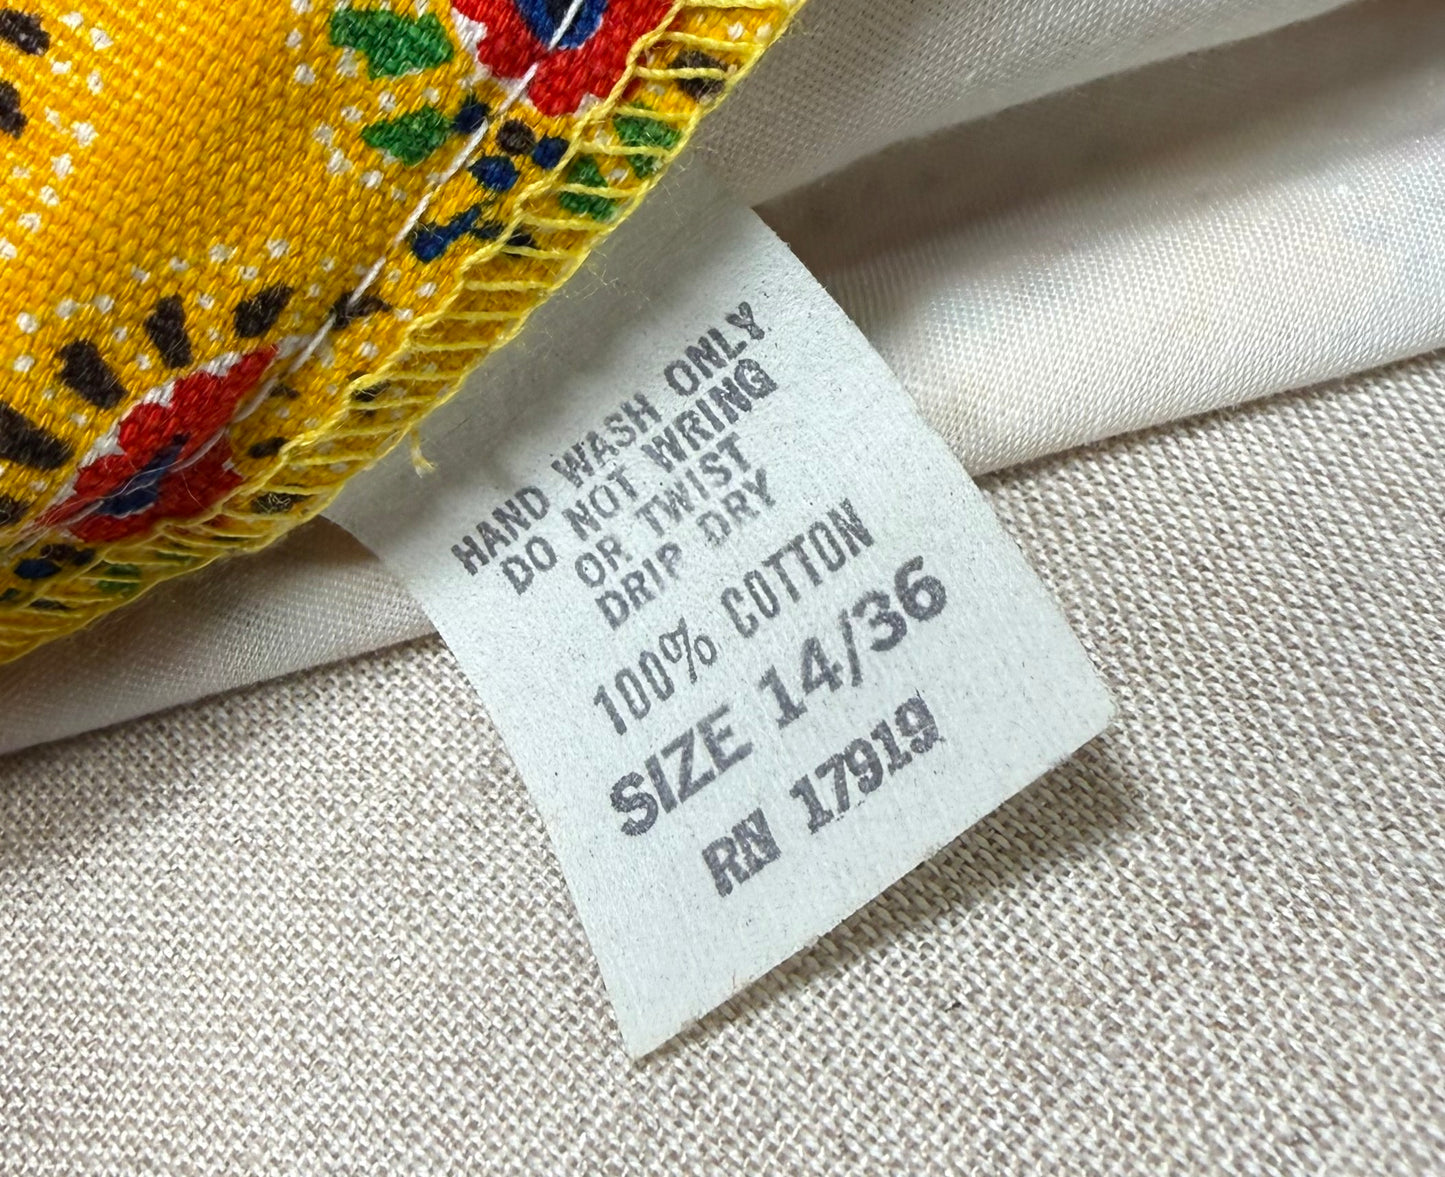 HAND WASH ONLY
DO NOT WRING
OR TWIST
DRIP DRY
100% COTTON
SIZE 14/36
RN 17919